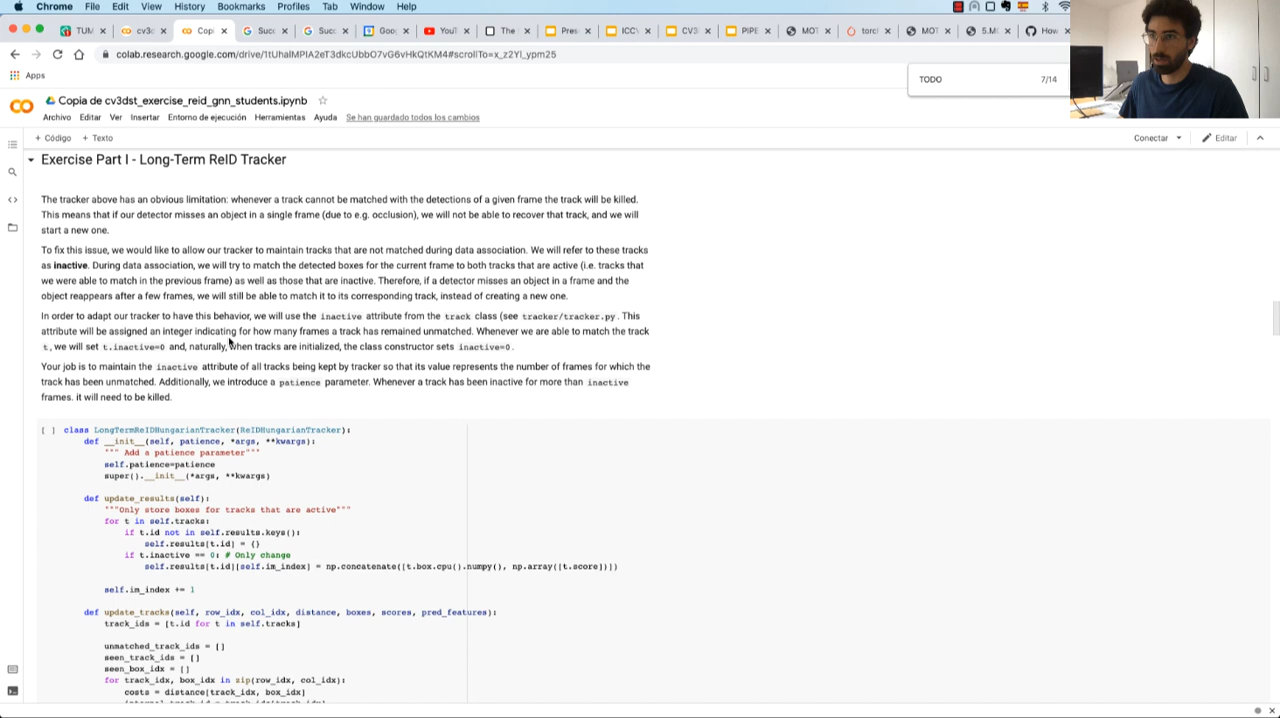 Chrome File Edit View History Bookmarks Profiles Tab Window Help
TUM cv3d Copi Succ Succ Goo YouT The Pres ICCV CV3 PIPE MOT torcl MOT 5.M How
colab.research.google.com/drive/1tUhaIMPIA2eT3dkcUbbO7vG6vHkQtKM4#scrollTo=x_z2Yl_ypm25
Apps
TODO 7/14
Copia de cv3dst_exercise_reid_gnn_students.ipynb
Archivo Editar Ver Insertar Entorno de ejecución Herramientas Ayuda Se han guardado todos los cambios
+ Código + Texto
Conectar Editar
Exercise Part I - Long-Term ReID Tracker
The tracker above has an obvious limitation: whenever a track cannot be matched with the detections of a given frame the track will be killed.
This means that if our detector misses an object in a single frame (due to e.g. occlusion), we will not be able to recover that track, and we will
start a new one.
To fix this issue, we would like to allow our tracker to maintain tracks that are not matched during data association. We will refer to these tracks
as inactive. During data association, we will try to match the detected boxes for the current frame to both tracks that are active (i.e. tracks that
we were able to match in the previous frame) as well as those that are inactive. Therefore, if a detector misses an object in a frame and the
object reappears after a few frames, we will still be able to match it to its corresponding track, instead of creating a new one.
In order to adapt our tracker to have this behavior, we will use the inactive attribute from the track class (see tracker/tracker.py. This
attribute will be assigned an integer indicating for how many frames a track has remained unmatched. Whenever we are able to match the track
t, we will set t.inactive=0 and, naturally, when tracks are initialized, the class constructor sets inactive=0.
Your job is to maintain the inactive attribute of all tracks being kept by tracker so that its value represents the number of frames for which the
track has been unmatched. Additionally, we introduce a patience parameter. Whenever a track has been inactive for more than inactive
frames. it will need to be killed.
[ ] class LongTermReIDHungarianTracker(ReIDHungarianTracker):
def __init__(self, patience, *args, **kwargs):
""" Add a patience parameter"""
self.patience=patience
super().__init__(*args, **kwargs)
def update_results(self):
"""Only store boxes for tracks that are active"""
for t in self.tracks:
if t.id not in self.results.keys():
self.results[t.id] = {}
if t.inactive == 0: # Only change
self.results[t.id][self.im_index] = np.concatenate([t.box.cpu().numpy(), np.array([t.score])])
self.im_index += 1
def update_tracks(self, row_idx, col_idx, distance, boxes, scores, pred_features):
track_ids = [t.id for t in self.tracks]
unmatched_track_ids = []
seen_track_ids = []
seen_box_idx = []
for track_idx, box_idx in zip(row_idx, col_idx):
costs = distance[track_idx, box_idx]